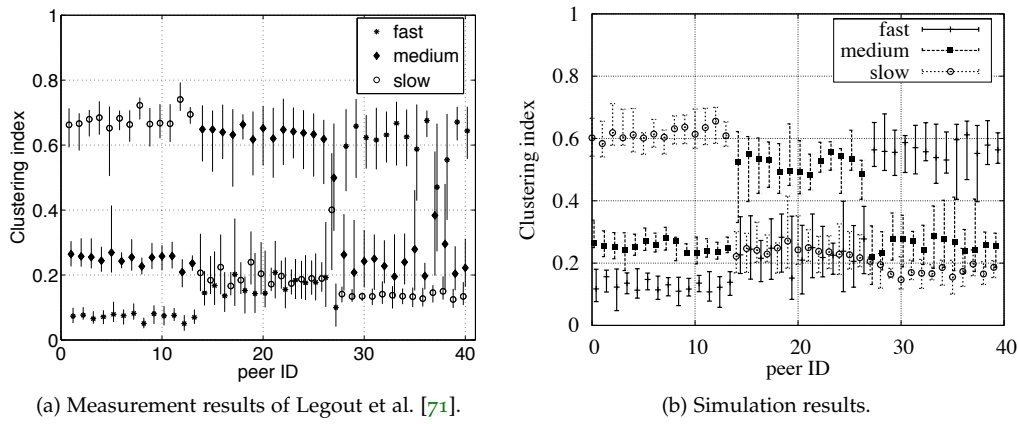 1
0.8
0.6
0.4
0.2
0
0
10
20
30
40
Clustering index
peer ID
fast
medium
slow
(a) Measurement results of Legout et al. [71].
1
0.8
0.6
0.4
0.2
0
0
10
20
30
40
Clustering index
peer ID
fast
medium
slow
(b) Simulation results.